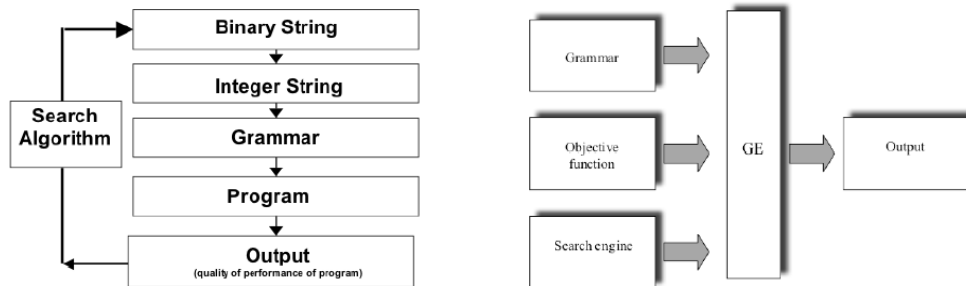 Binary String
Integer String
Search
Algorithm
Grammar
Program
Output
(quality of performance of program)
Grammar
Objective
function
Search engine
GE
Output